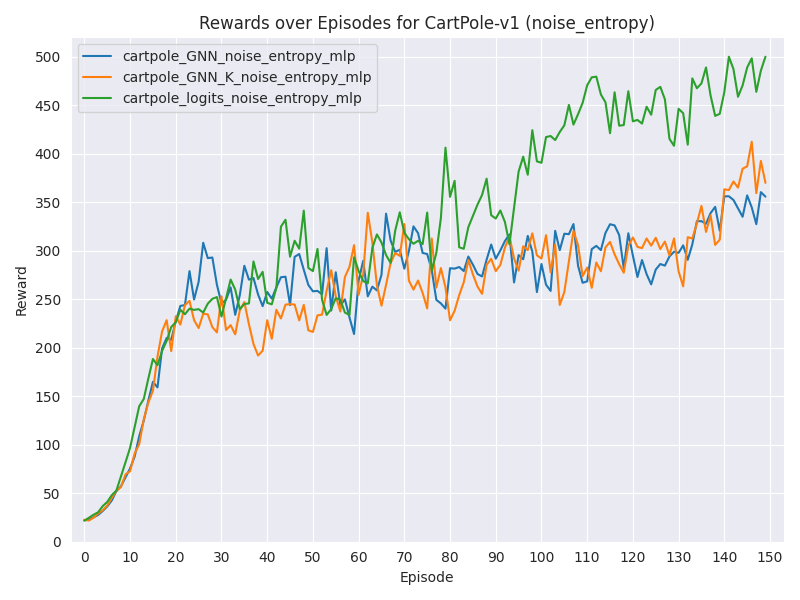 Rewards over Episodes for CartPole-v1 (noise_entropy)
cartpole_GNN_noise_entropy_mlp
cartpole_GNN_K_noise_entropy_mlp
cartpole_logits_noise_entropy_mlp
Reward
500
450
400
350
300
250
200
150
100
50
0
0 10 20 30 40 50 60 70 80 90 100 110 120 130 140 150
Episode